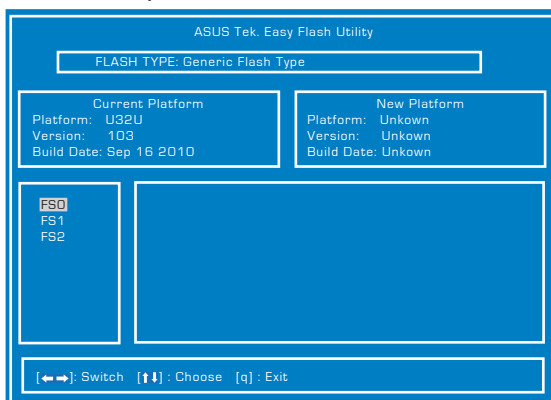 ASUS Tek. Easy Flash Utility
FLASH TYPE: Generic Flash Type
Current Platform
Platform: U32U
Version: 103
Build Date: Sep 16 2010
New Platform
Platform: Unkown
Version: Unkown
Build Date: Unkown
FS0
FS1
FS2
[←→]: Switch [↑↓] : Choose [q] : Exit